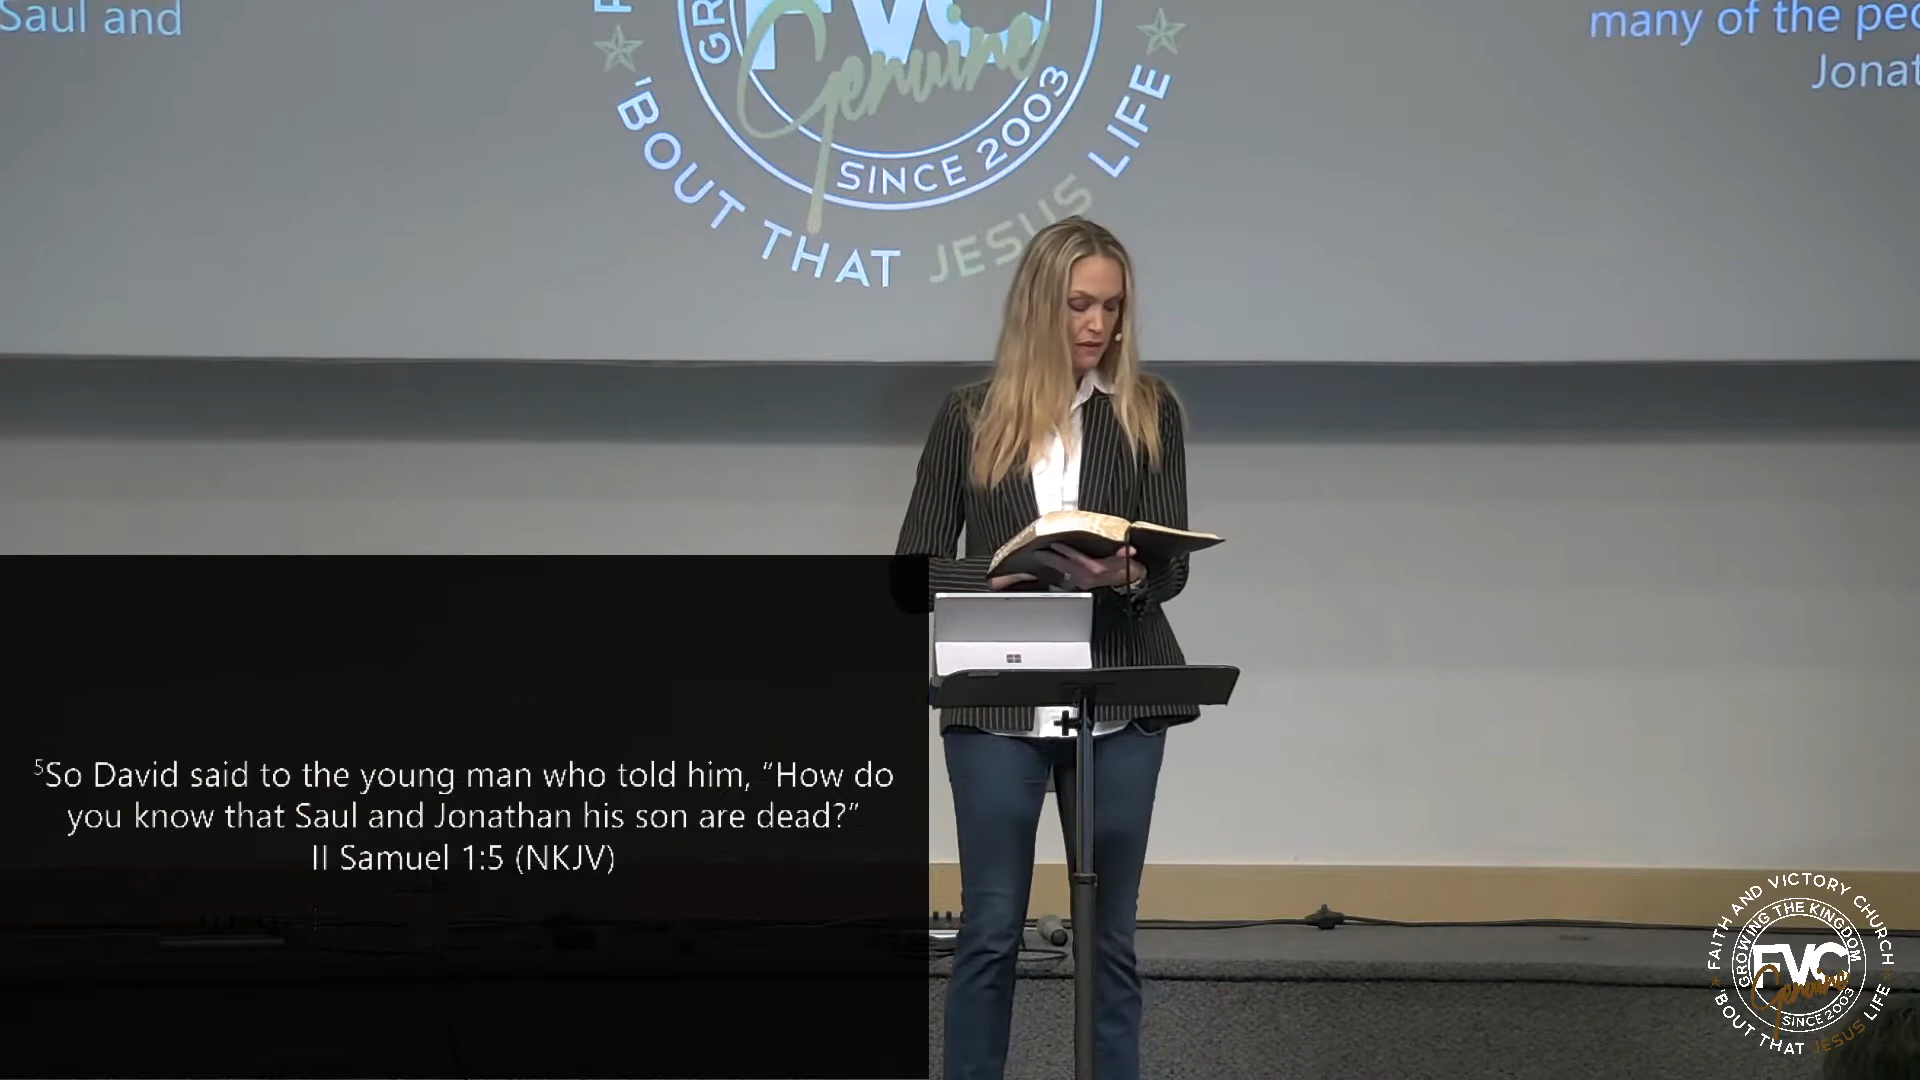 Saul and
many of the peo
Jonat
GR
FVC
Genuine
SINCE 2003
'BOUT THAT JESUS LIFE
⁵So David said to the young man who told him, “How do
you know that Saul and Jonathan his son are dead?”
II Samuel 1:5 (NKJV)
FAITH AND VICTORY CHURCH
GROWING THE KINGDOM
FVC
Genuine
SINCE 2003
'BOUT THAT JESUS LIFE